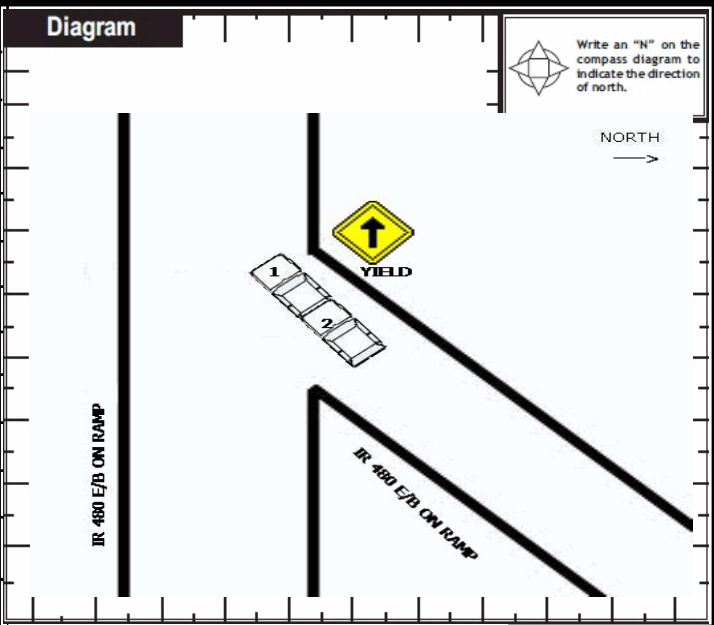 Diagram
Write an “N” on the
compass diagram to
indicate the direction
of north.
NORTH
YIELD
1
2
IR 480 E/B ON RAMP
IR 480 E/B ON RAMP